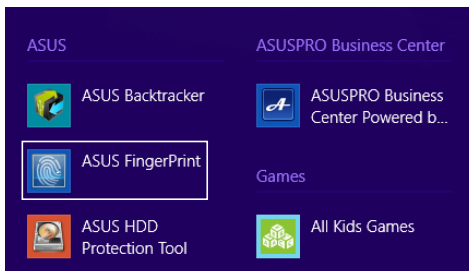 ASUS
ASUS Backtracker
ASUS FingerPrint
ASUS HDD
Protection Tool
ASUSPRO Business Center
ASUSPRO Business
Center Powered b...
Games
All Kids Games